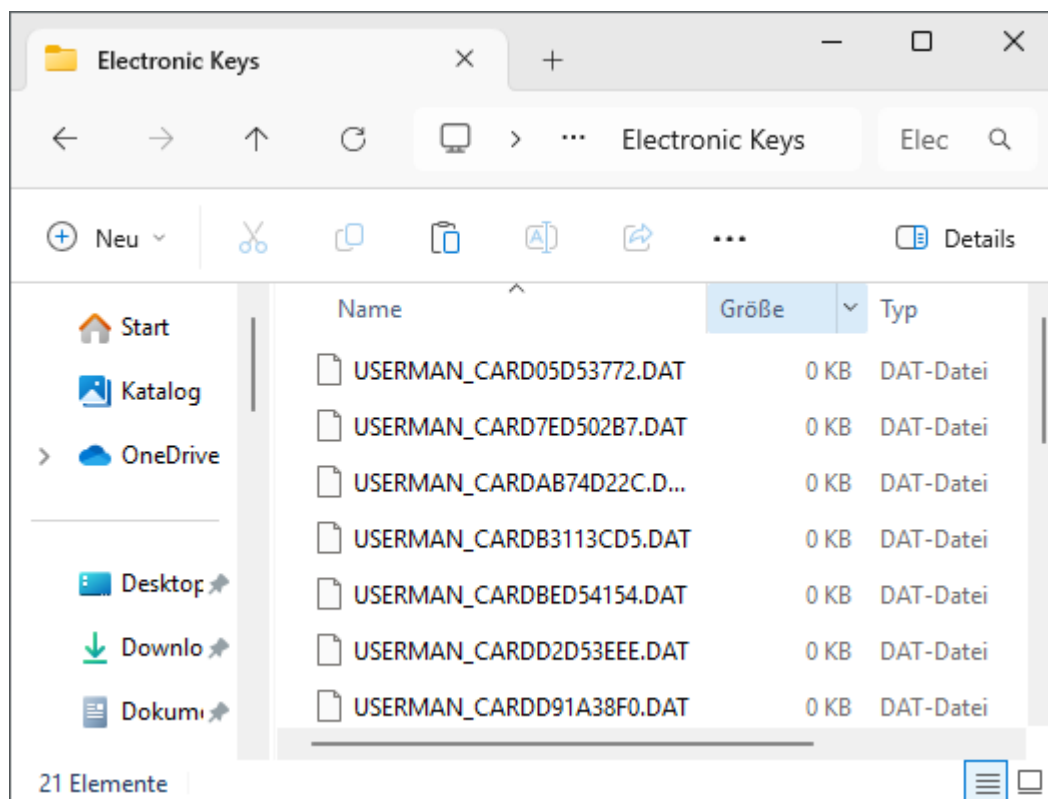 Electronic Keys
Electronic Keys
Elec
Neu
Details
Name Größe Typ
Start
Katalog
OneDrive
Desktop
Downlo
Dokum
USERMAN_CARD05D53772.DAT 0 KB DAT-Datei
USERMAN_CARD7ED502B7.DAT 0 KB DAT-Datei
USERMAN_CARDAB74D22C.D... 0 KB DAT-Datei
USERMAN_CARDB3113CD5.DAT 0 KB DAT-Datei
USERMAN_CARDBED54154.DAT 0 KB DAT-Datei
USERMAN_CARDD2D53EEE.DAT 0 KB DAT-Datei
USERMAN_CARDD91A38F0.DAT 0 KB DAT-Datei
21 Elemente